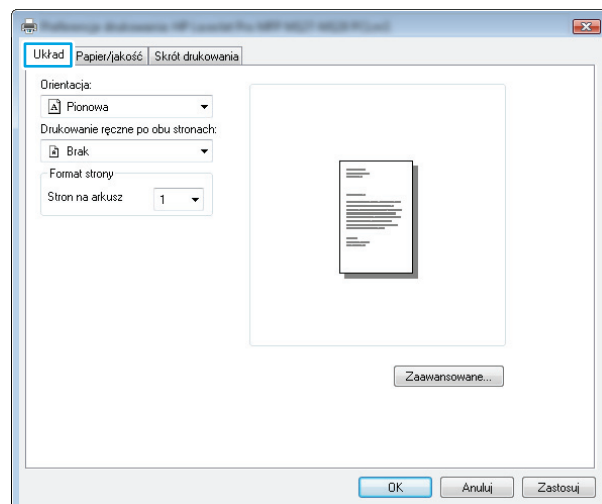 Układ Papier/jakość Skrót drukowania
Orientacja:
A Pionowa
Drukowanie ręczne po obu stronach:
Brak
Format strony
Stron na arkusz 1
Zaawansowane...
OK Anuluj Zastosuj